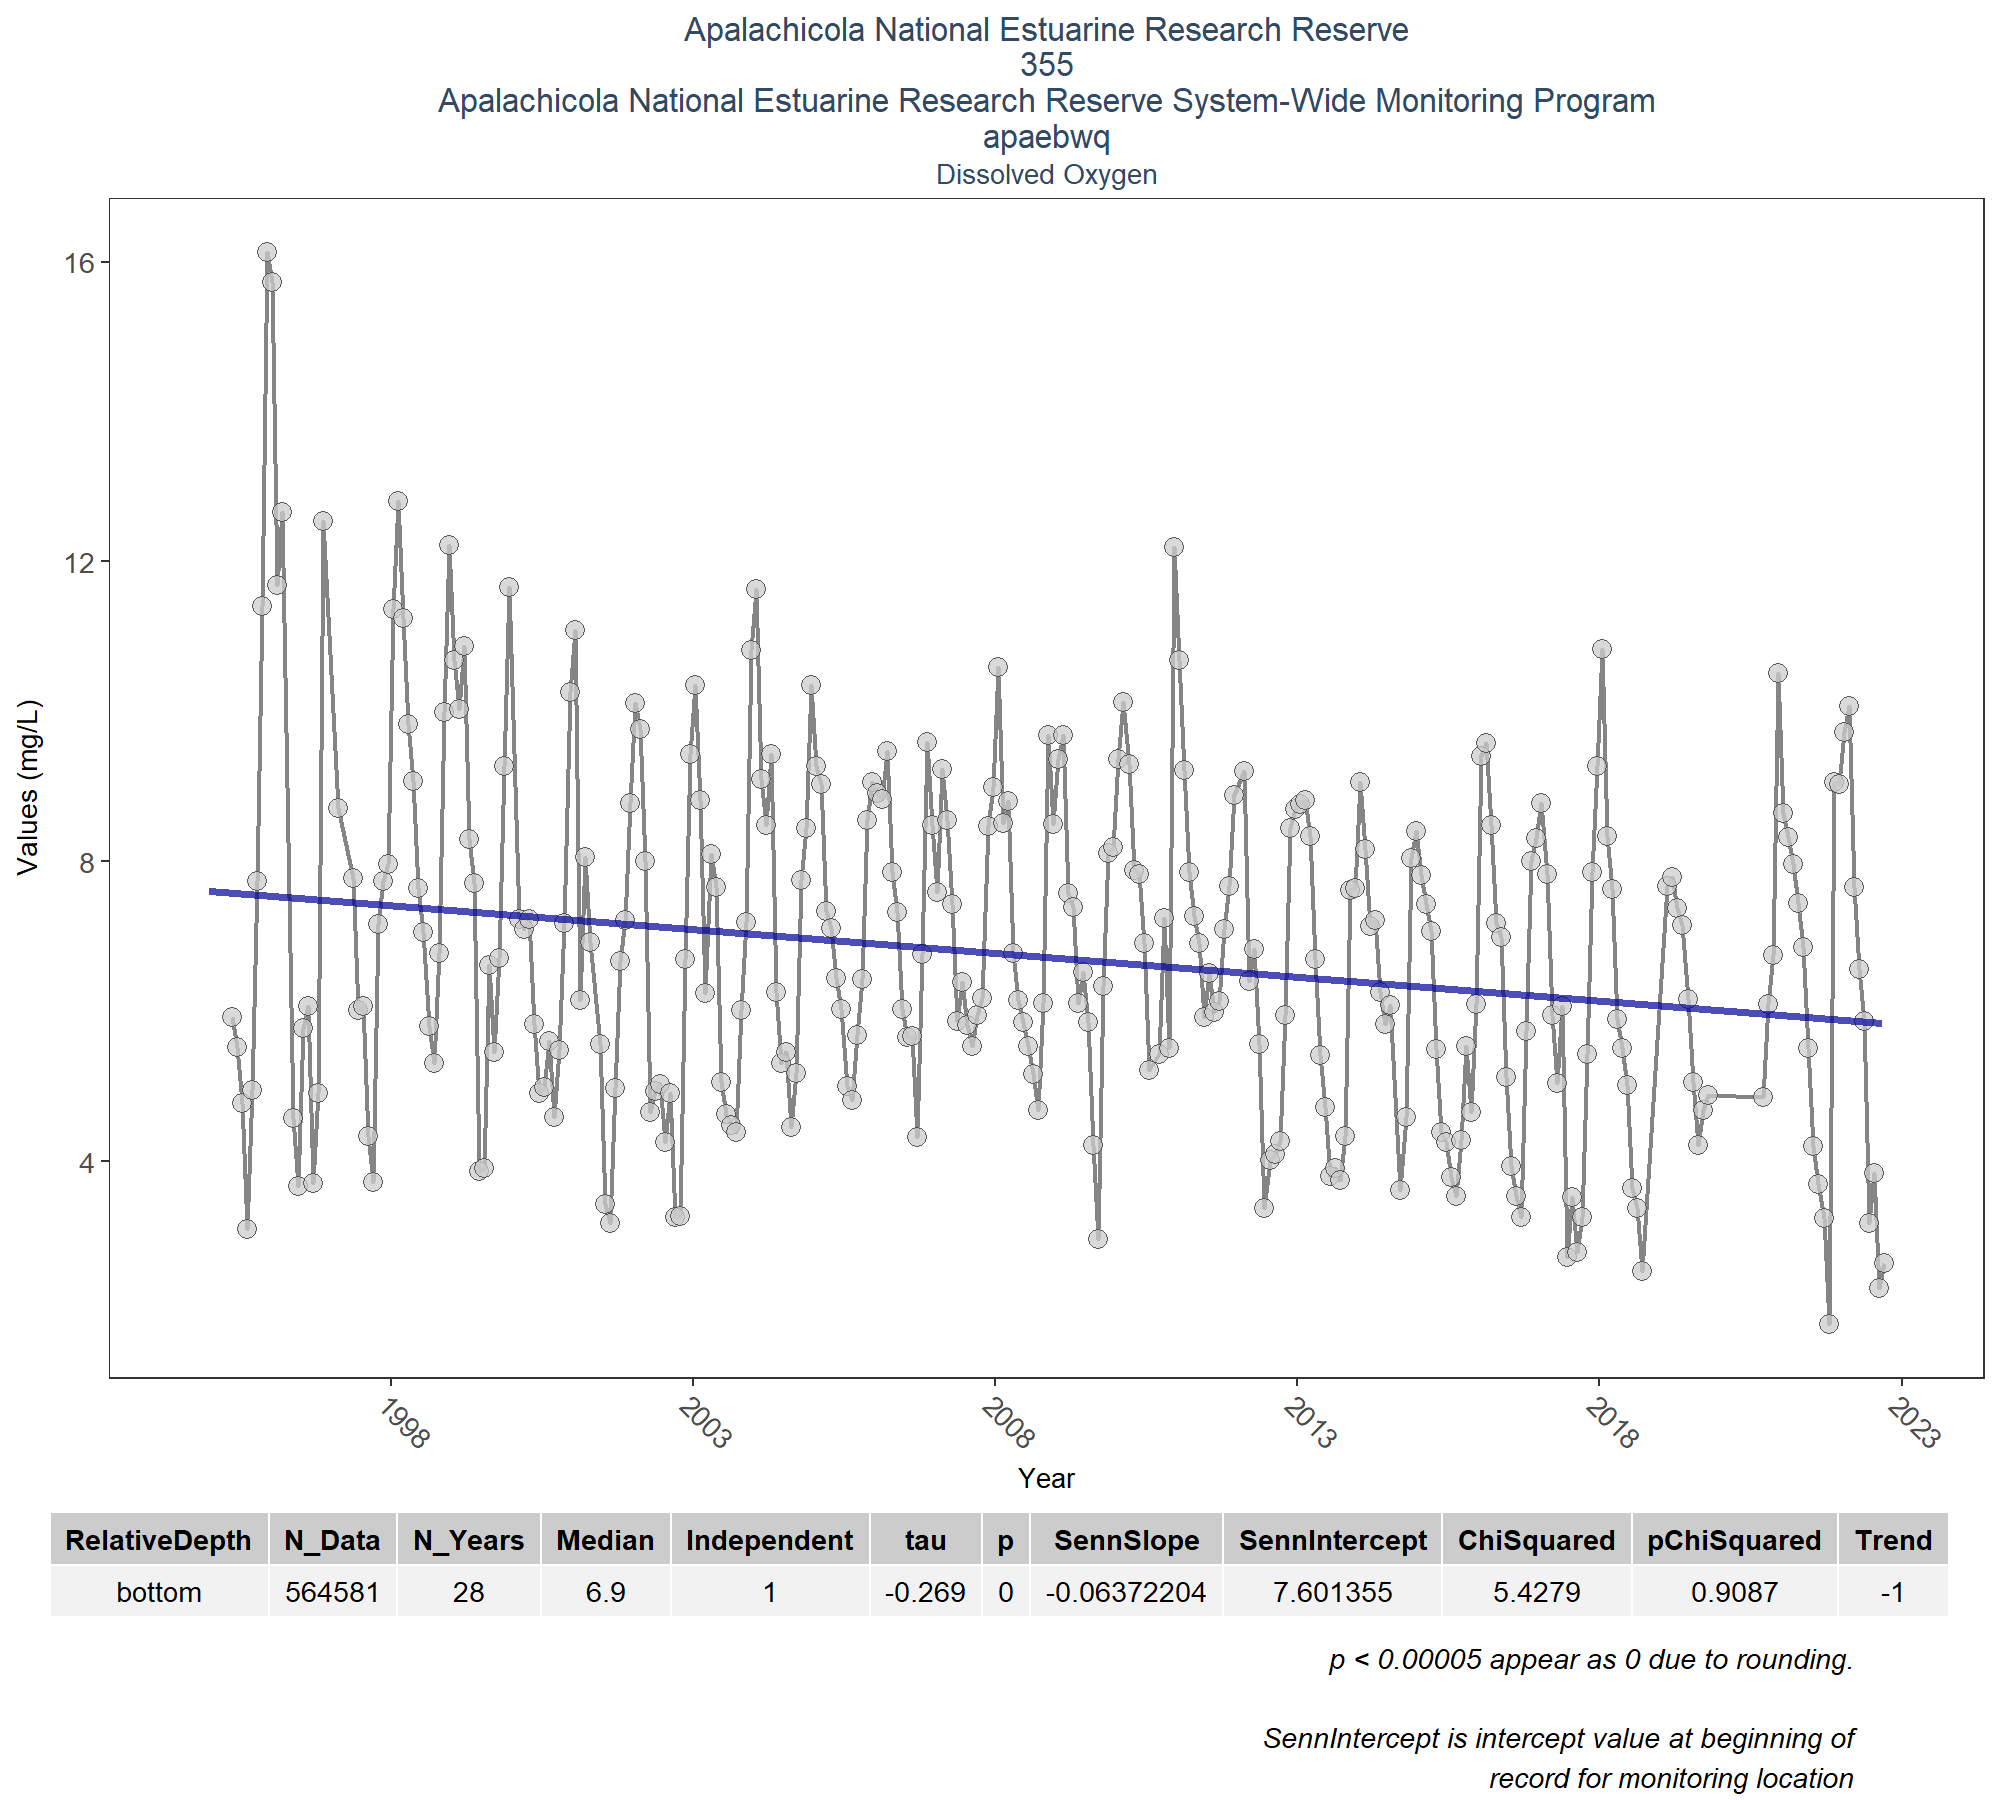 Apalachicola National Estuarine Research Reserve
355
Apalachicola National Estuarine Research Reserve System-Wide Monitoring Program
apaebwq
Dissolved Oxygen
16
12
8
4
Values (mg/L)
1998 2003 2008 2013 2018 2023
Year
RelativeDepth N_Data N_Years Median Independent tau p SennSlope SennIntercept ChiSquared pChiSquared Trend
bottom 564581 28 6.9 1 -0.269 0 -0.06372204 7.601355 5.4279 0.9087 -1
p < 0.00005 appear as 0 due to rounding.
SennIntercept is intercept value at beginning of
record for monitoring location